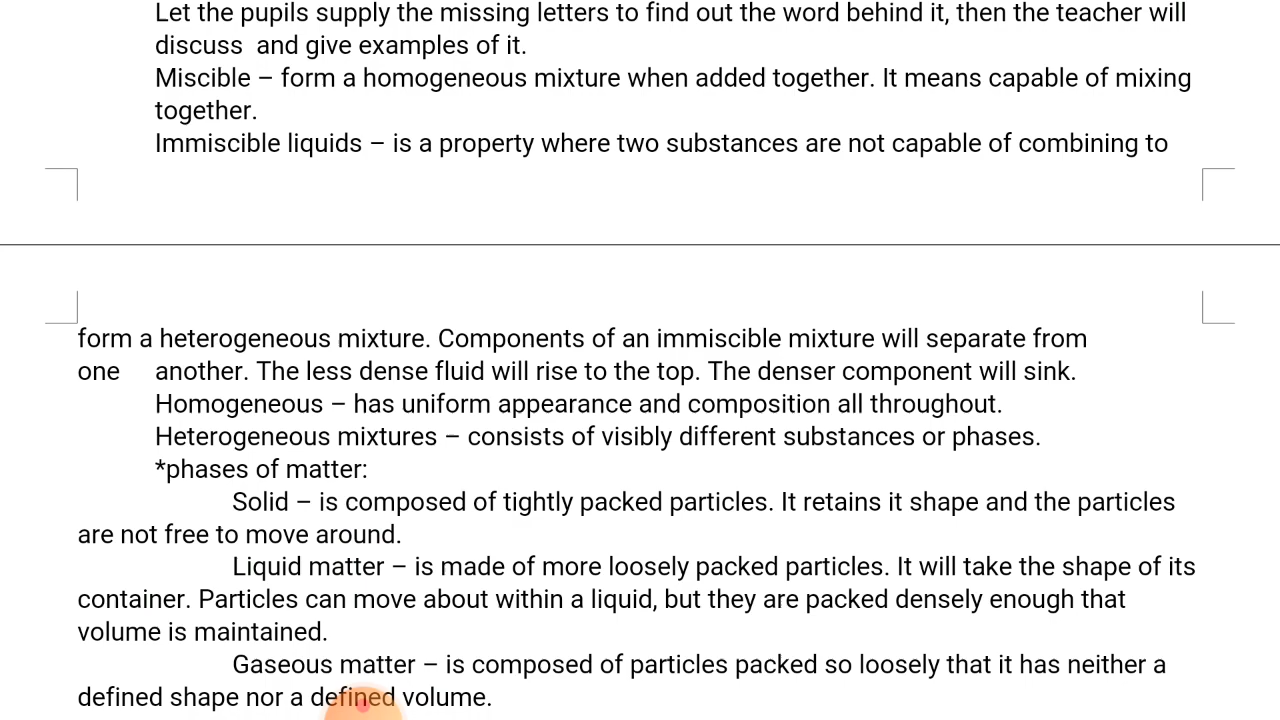 Let the pupils supply the missing letters to find out the word behind it, then the teacher will
discuss  and give examples of it.
Miscible – form a homogeneous mixture when added together. It means capable of mixing
together.
Immiscible liquids – is a property where two substances are not capable of combining to
form a heterogeneous mixture. Components of an immiscible mixture will separate from
one    another. The less dense fluid will rise to the top. The denser component will sink.
Homogeneous – has uniform appearance and composition all throughout.
Heterogeneous mixtures – consists of visibly different substances or phases.
*phases of matter:
Solid – is composed of tightly packed particles. It retains it shape and the particles
are not free to move around.
Liquid matter – is made of more loosely packed particles. It will take the shape of its
container. Particles can move about within a liquid, but they are packed densely enough that
volume is maintained.
Gaseous matter – is composed of particles packed so loosely that it has neither a
defined shape nor a defined volume.